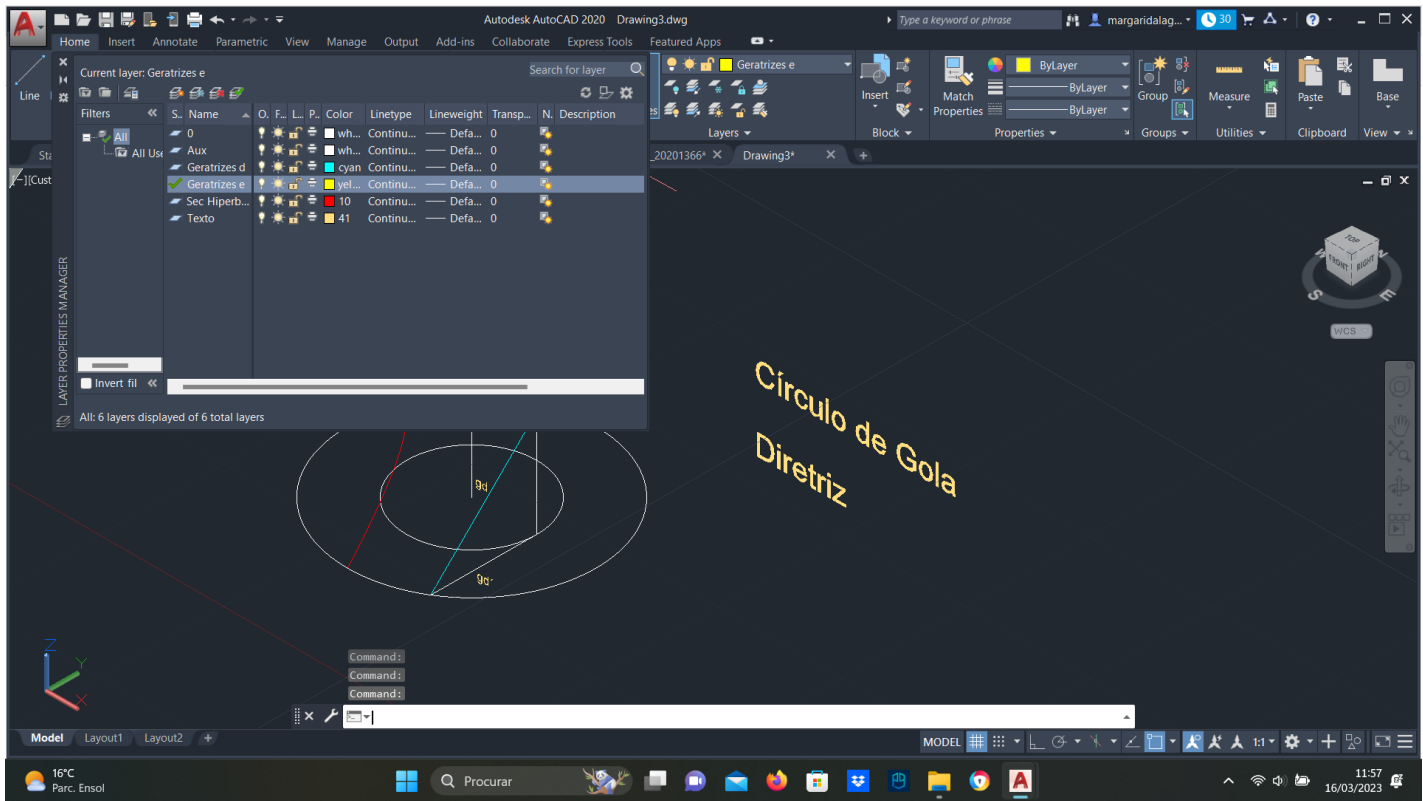 Autodesk AutoCAD 2020 Drawing3.dwg
Type a keyword or phrase
margaridalag...
30
Home Insert Annotate Parametric View Manage Output Add-ins Collaborate Express Tools Featured Apps
Line
Current layer: Geratrizes e
Search for layer
Filters
S.. Name O. F... L... P.. Color Linetype Lineweight Transp... N. Description
All
All Use
0 wh... Continu... Defa... 0
Aux wh... Continu... Defa... 0
Geratrizes d cyan Continu... Defa... 0
Geratrizes e yel... Continu... Defa... 0
Sec Hiperb... 10 Continu... Defa... 0
Texto 41 Continu... Defa... 0
Invert fil
All: 6 layers displayed of 6 total layers
LAYER PROPERTIES MANAGER
Geratrizes e
Layers
Insert
Block
Match
Properties
ByLayer
ByLayer
ByLayer
Properties
Group
Groups
Measure
Utilities
Paste
Clipboard
Base
View
Sta
_20201366*
Drawing3*
-][Cust
TOP
FRONT
RIGHT
W
N
S
E
WCS
Círculo de Gola
Diretriz
gd
gd'
Z
Y
X
Command:
Command:
Command:
Model Layout1 Layout2
MODEL
1:1
16°C
Parc. Ensol
Procurar
11:57
16/03/2023